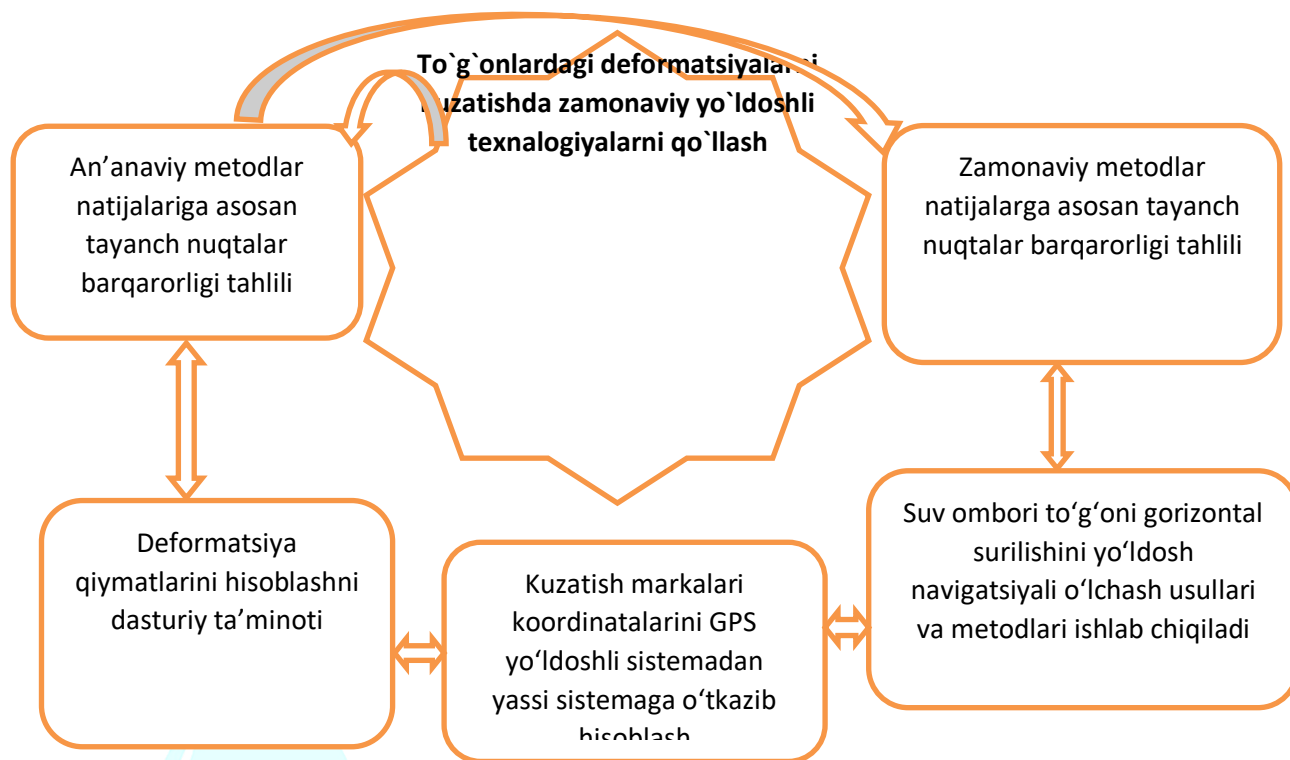 To`g`onlardagi deformatsiyalarni
kuzatishda zamonaviy yo`ldoshli
texnalogiyalarni qo`llash
An’anaviy metodlar
natijalariga asosan
tayanch nuqtalar
barqarorligi tahlili
Zamonaviy metodlar
natijalarga asosan tayanch
nuqtalar barqarorligi tahlili
Deformatsiya
qiymatlarini hisoblashni
dasturiy ta’minoti
Kuzatish markalari
koordinatalarini GPS
yo‘ldoshli sistemadan
yassi sistemaga o‘tkazib
hisoblash
Suv ombori to‘g‘oni gorizontal
surilishini yo‘ldosh
navigatsiyali o‘lchash usullari
va metodlari ishlab chiqiladi